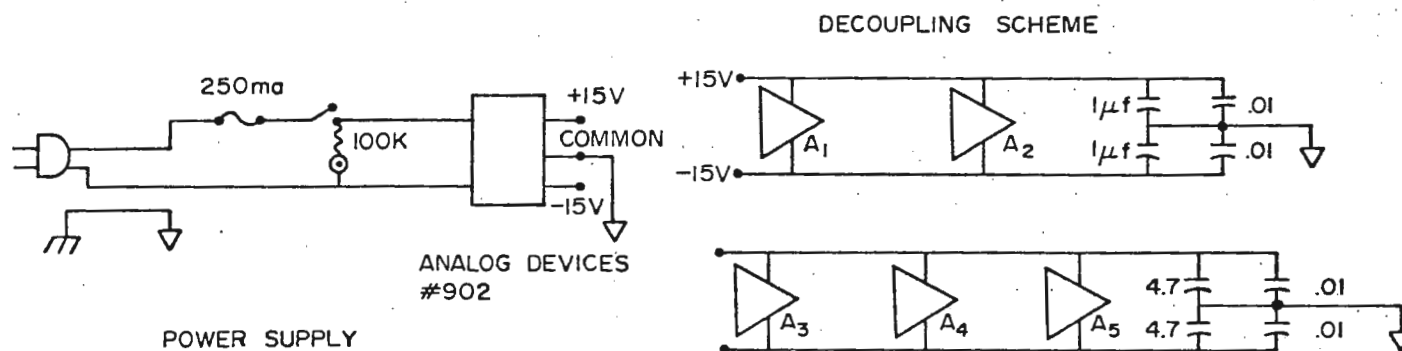 DECOUPLING SCHEME
250ma
100K
+15V
COMMON
-15V
ANALOG DEVICES
#902
POWER SUPPLY
+15V
A1
A2
1μf
.01
1μf
.01
-15V
A3
A4
A5
4.7
.01
4.7
.01